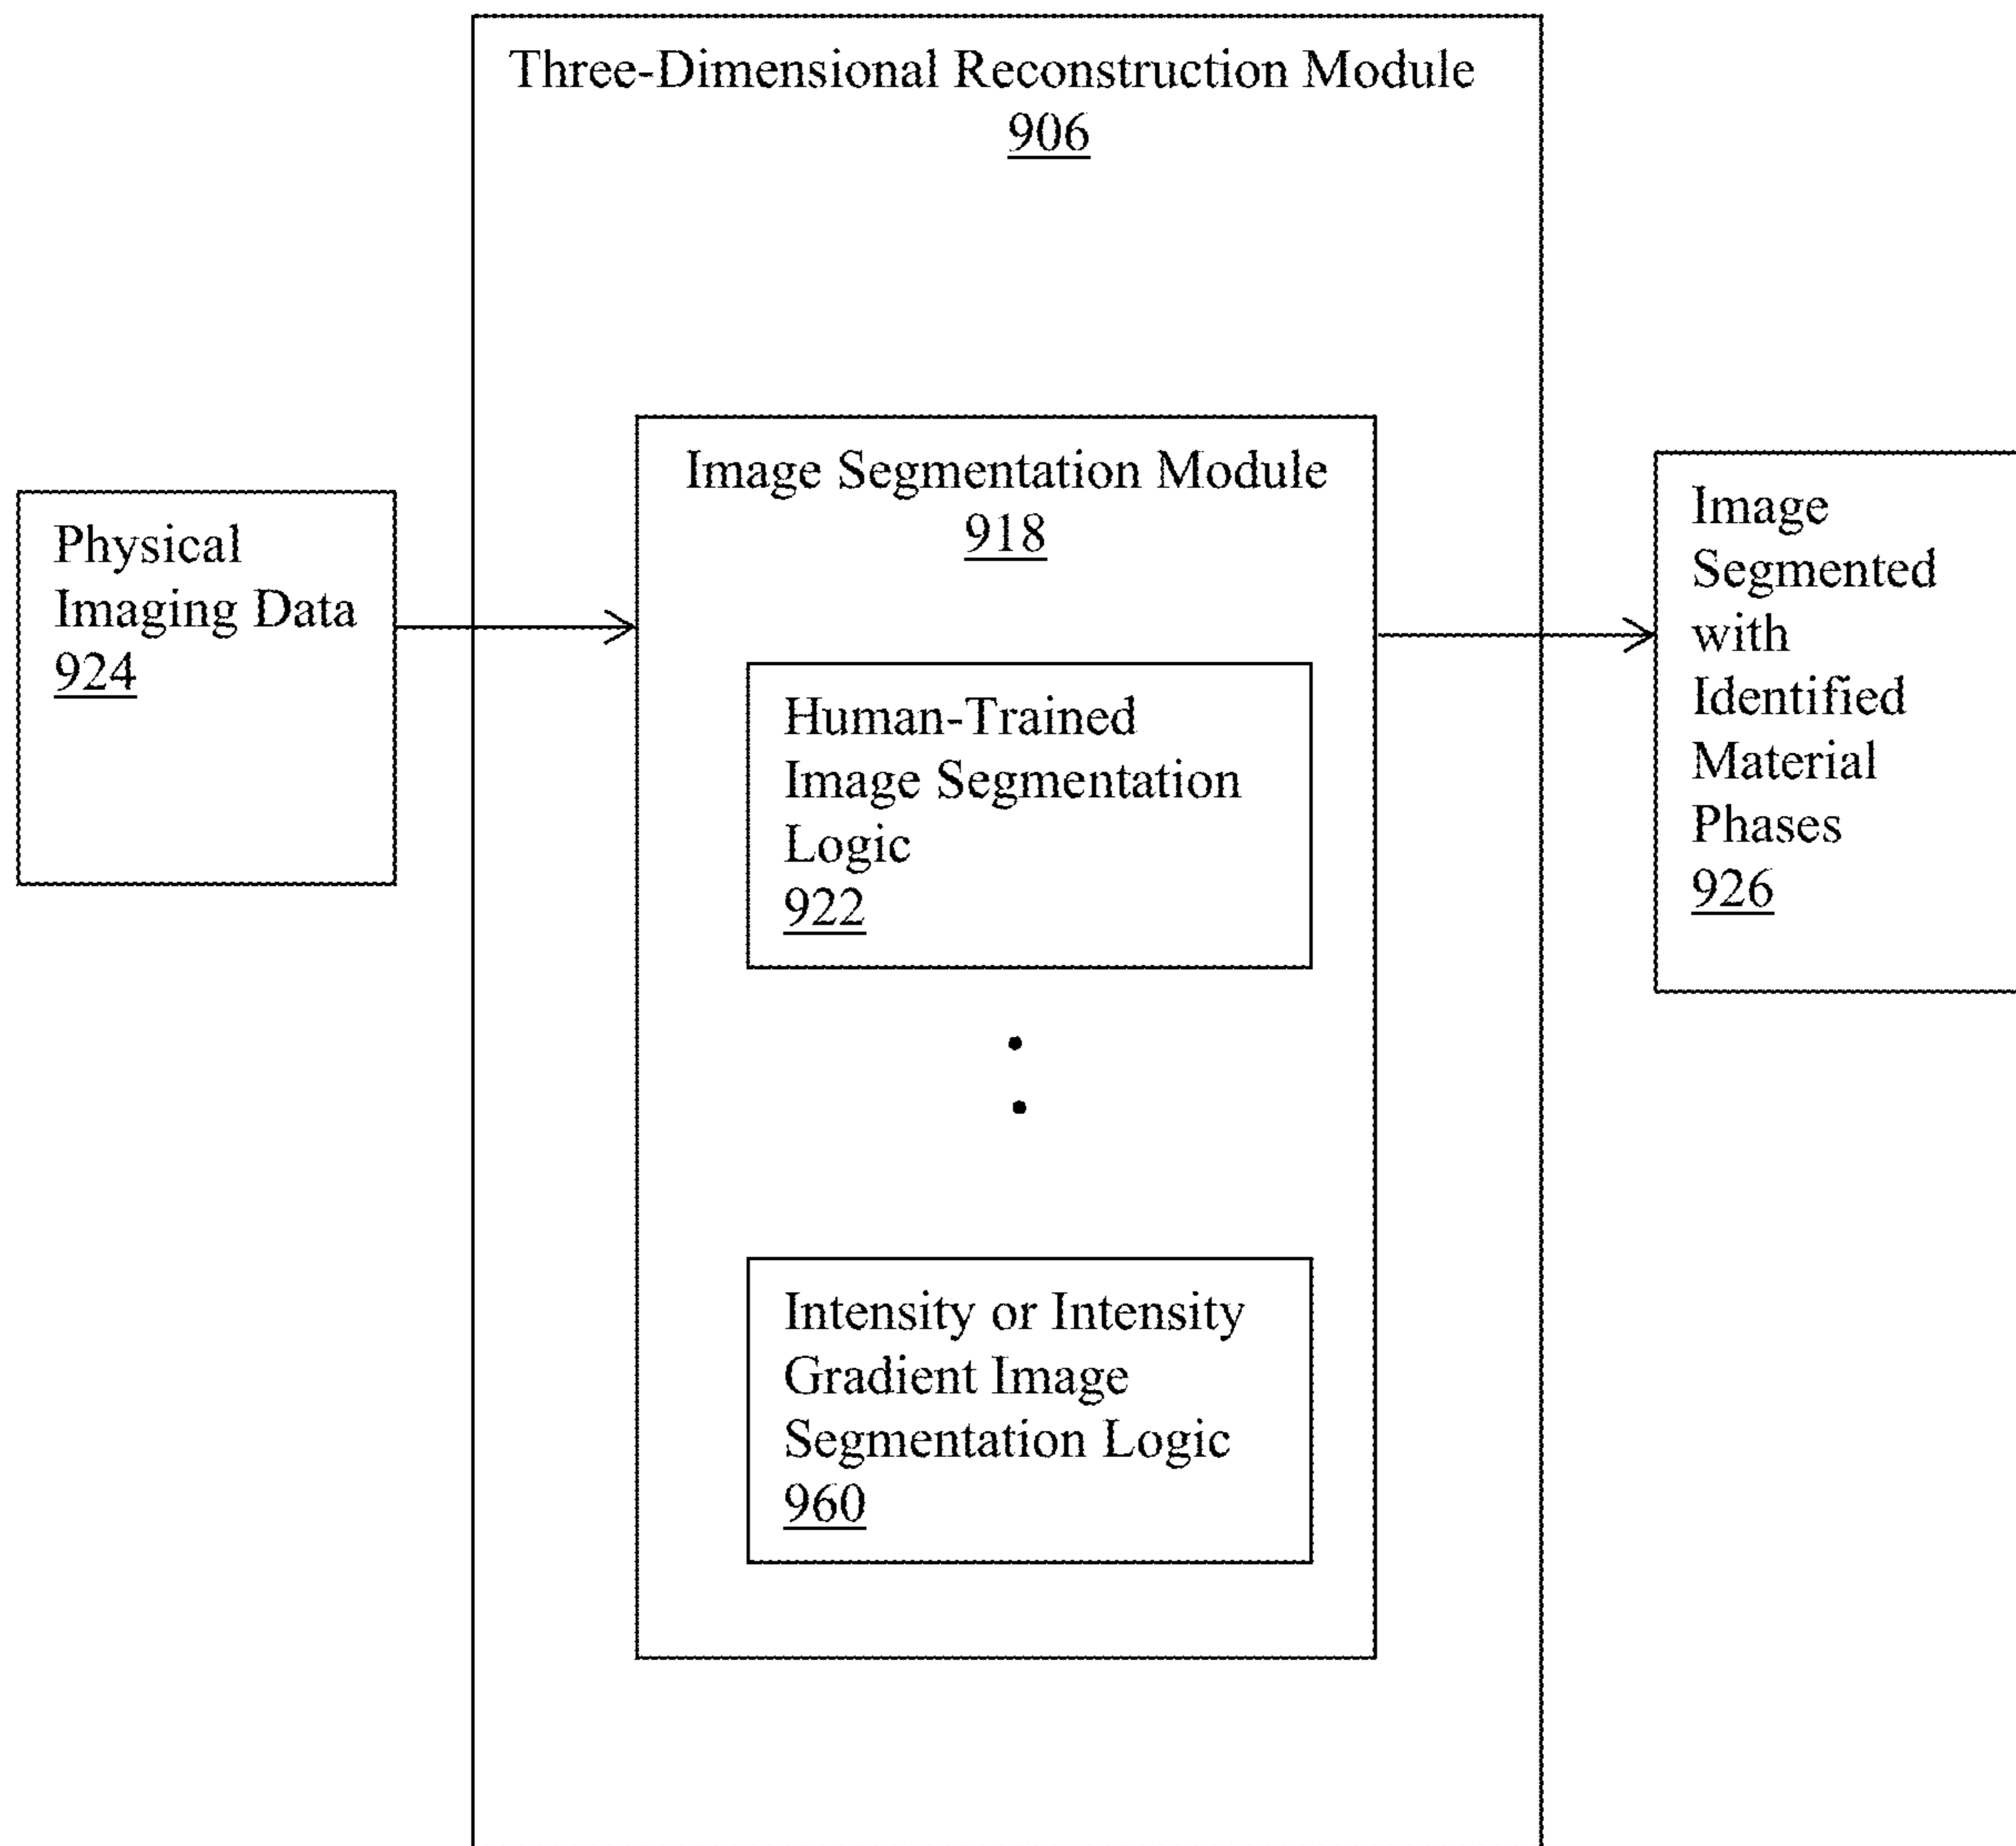 Three-Dimensional Reconstruction Module
906
Physical
Imaging Data
924
Image Segmentation Module
918
Human-Trained
Image Segmentation
Logic
922
Intensity or Intensity
Gradient Image
Segmentation Logic
960
Image
Segmented
with
Identified
Material
Phases
926